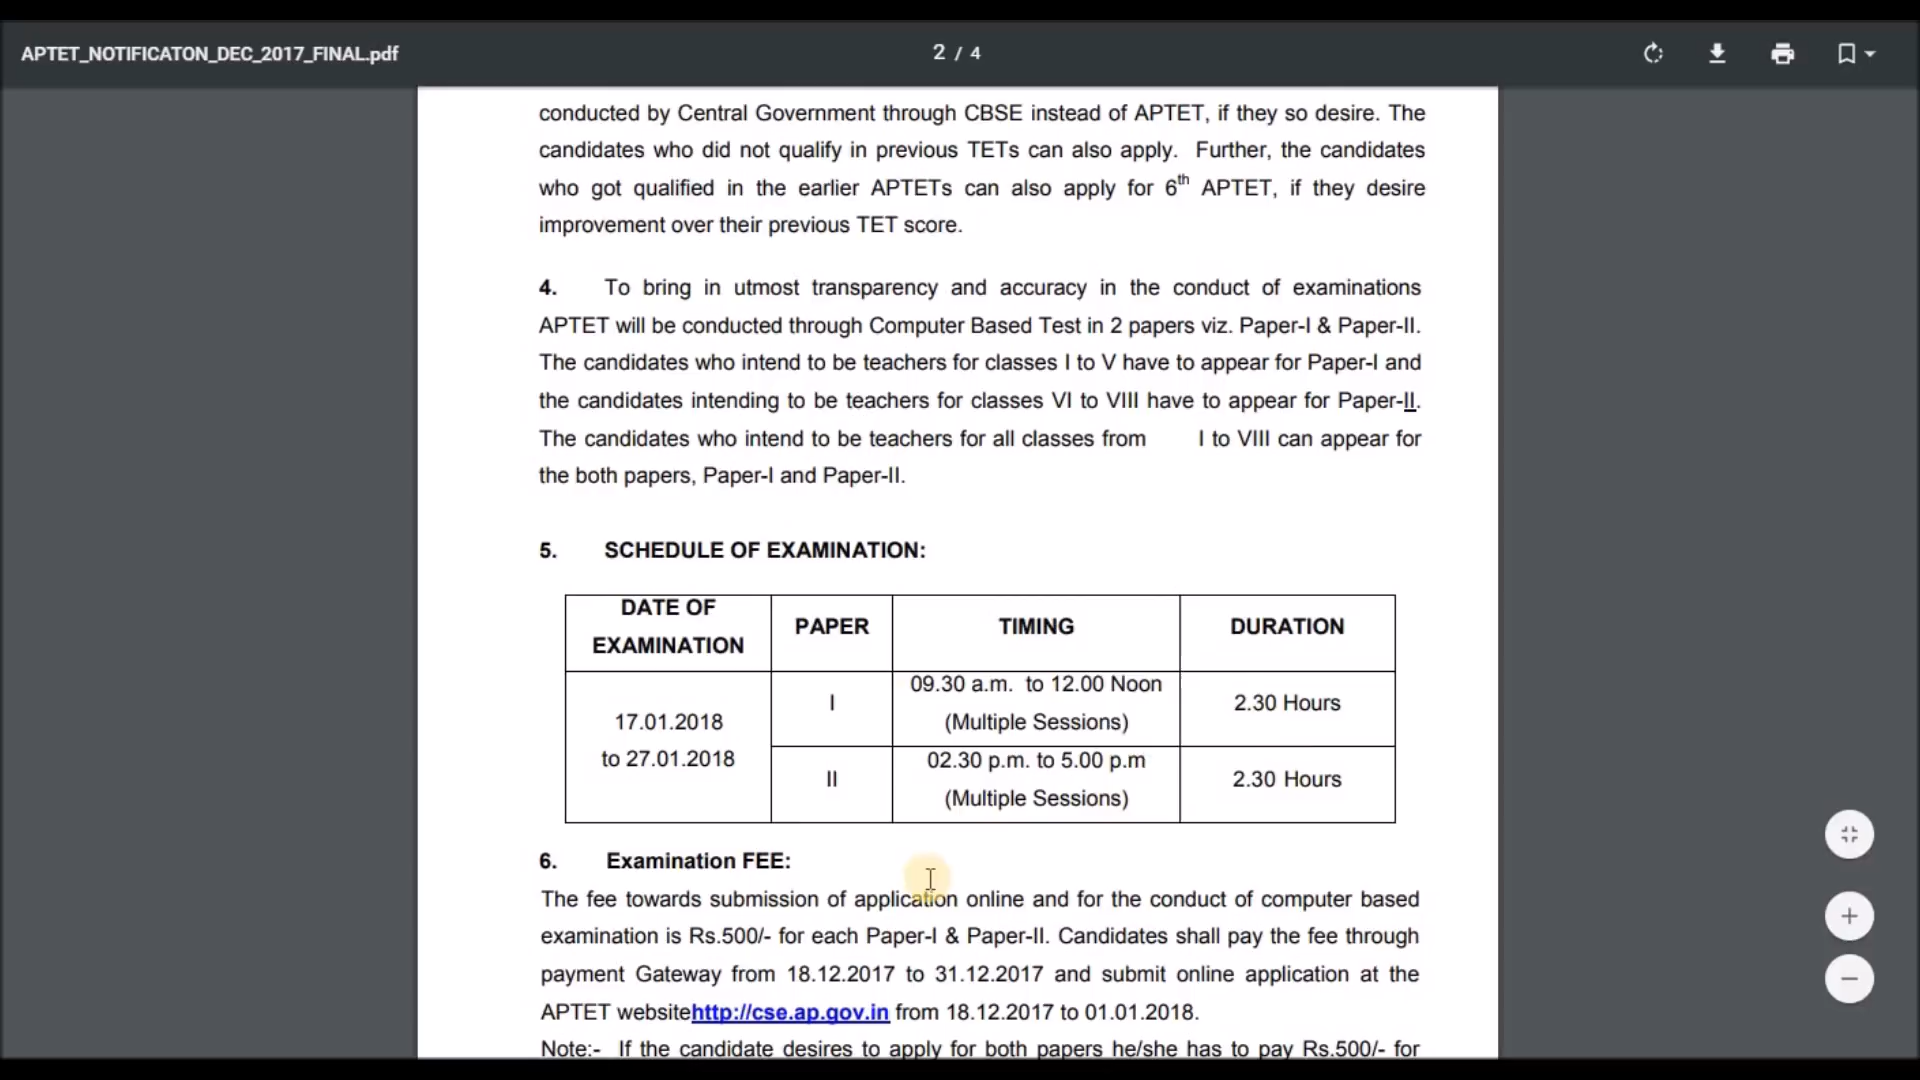 APTET_NOTIFICATON_DEC_2017_FINAL.pdf
2 / 4
conducted by Central Government through CBSE instead of APTET, if they so desire. The
candidates who did not qualify in previous TETs can also apply. Further, the candidates
who got qualified in the earlier APTETs can also apply for 6th APTET, if they desire
improvement over their previous TET score.
4. To bring in utmost transparency and accuracy in the conduct of examinations
APTET will be conducted through Computer Based Test in 2 papers viz. Paper-I & Paper-II.
The candidates who intend to be teachers for classes I to V have to appear for Paper-I and
the candidates intending to be teachers for classes VI to VIII have to appear for Paper-II.
The candidates who intend to be teachers for all classes from I to VIII can appear for
the both papers, Paper-I and Paper-II.
5. SCHEDULE OF EXAMINATION:
DATE OF
EXAMINATION
PAPER
TIMING
DURATION
17.01.2018
to 27.01.2018
I
09.30 a.m. to 12.00 Noon
(Multiple Sessions)
2.30 Hours
II
02.30 p.m. to 5.00 p.m
(Multiple Sessions)
2.30 Hours
6. Examination FEE:
The fee towards submission of application online and for the conduct of computer based
examination is Rs.500/- for each Paper-I & Paper-II. Candidates shall pay the fee through
payment Gateway from 18.12.2017 to 31.12.2017 and submit online application at the
APTET websitehttp://cse.ap.gov.in from 18.12.2017 to 01.01.2018.
Note:- If the candidate desires to apply for both papers he/she has to pay Rs.500/- for